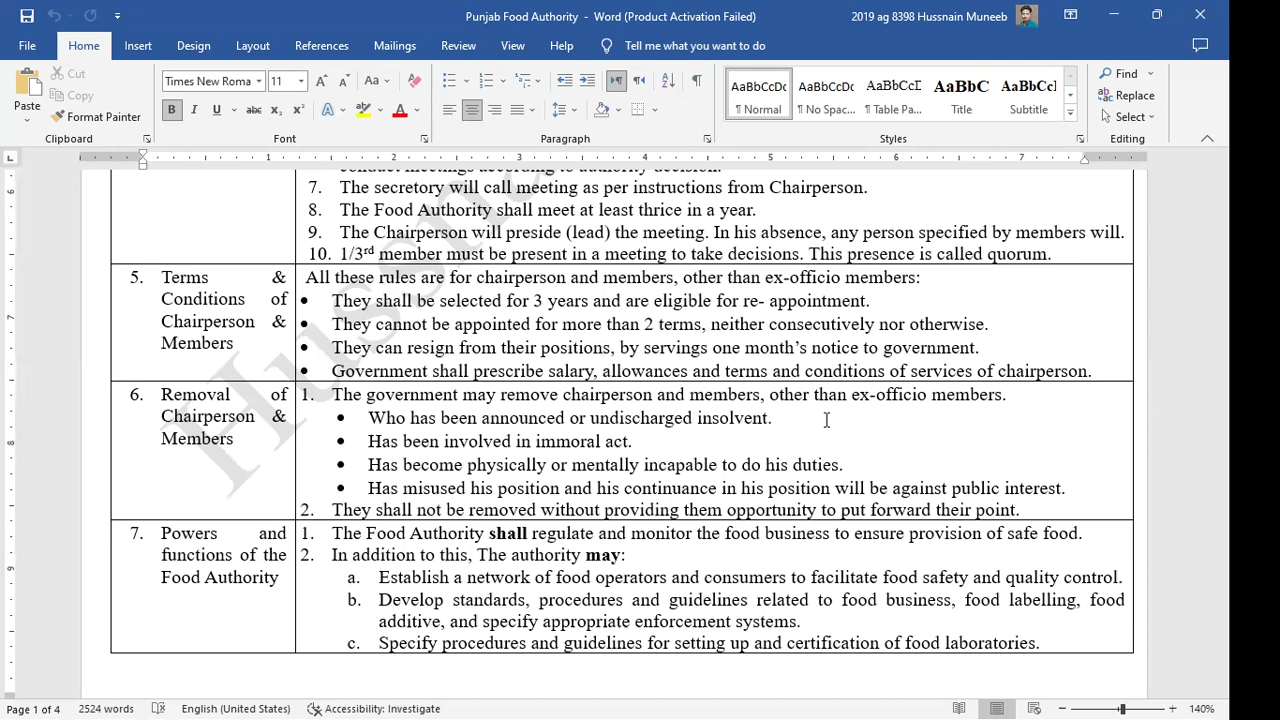 Punjab Food Authority - Word (Product Activation Failed)
2019 ag 8398 Hussnain Muneeb
File Home Insert Design Layout References Mailings Review View Help Tell me what you want to do
Paste
Cut
Copy
Format Painter
Clipboard
Times New Roma 11
Font
Paragraph
AaBbCcDc AaBbCcDc AaBbCcI AaBbC AaBbCcl
¶ Normal ¶ No Spac... ¶ Table Pa... Title Subtitle
Styles
Find
Replace
Select
Editing
1 2 3 4 5 6 7
conduct meetings according to authority decision.
7. The secretory will call meeting as per instructions from Chairperson.
8. The Food Authority shall meet at least thrice in a year.
9. The Chairperson will preside (lead) the meeting. In his absence, any person specified by members will.
10. 1/3rd member must be present in a meeting to take decisions. This presence is called quorum.
5. Terms & Conditions of Chairperson & Members
All these rules are for chairperson and members, other than ex-officio members:
• They shall be selected for 3 years and are eligible for re- appointment.
• They cannot be appointed for more than 2 terms, neither consecutively nor otherwise.
• They can resign from their positions, by servings one month's notice to government.
• Government shall prescribe salary, allowances and terms and conditions of services of chairperson.
6. Removal of Chairperson & Members
1. The government may remove chairperson and members, other than ex-officio members.
• Who has been announced or undischarged insolvent.
• Has been involved in immoral act.
• Has become physically or mentally incapable to do his duties.
• Has misused his position and his continuance in his position will be against public interest.
2. They shall not be removed without providing them opportunity to put forward their point.
7. Powers and functions of the Food Authority
1. The Food Authority shall regulate and monitor the food business to ensure provision of safe food.
2. In addition to this, The authority may:
a. Establish a network of food operators and consumers to facilitate food safety and quality control.
b. Develop standards, procedures and guidelines related to food business, food labelling, food
additive, and specify appropriate enforcement systems.
c. Specify procedures and guidelines for setting up and certification of food laboratories.
Hussn
Page 1 of 4 2524 words English (United States) Accessibility: Investigate 140%